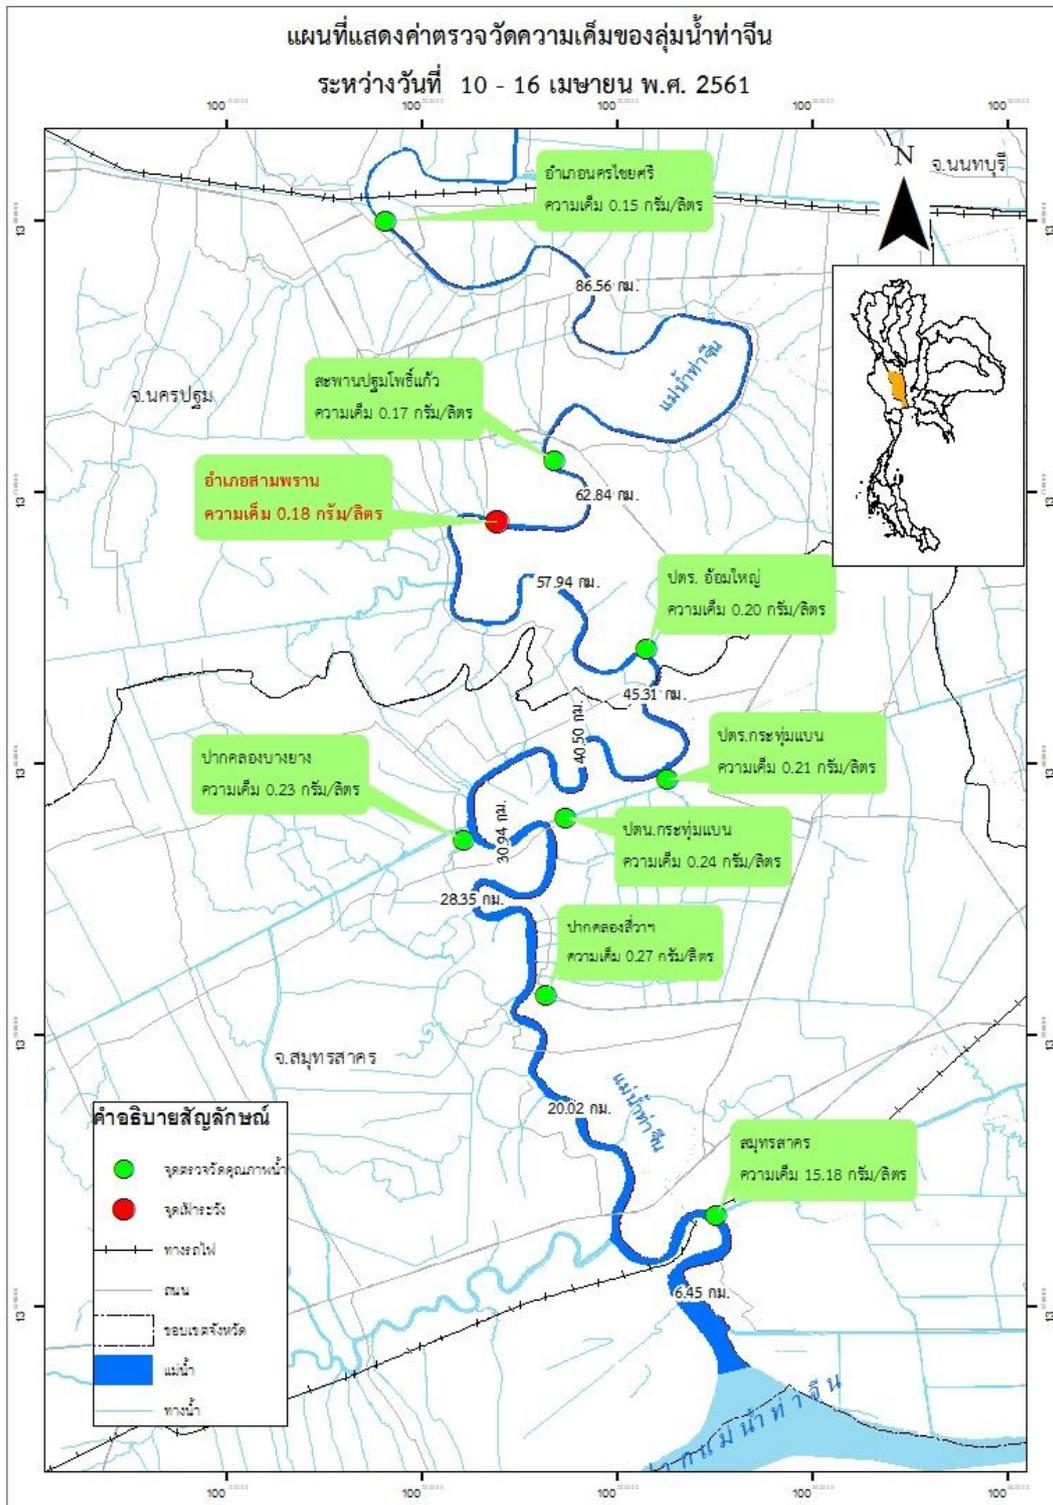 แผนที่แสดงค่าตรวจวัดความเค็มของลุ่มน้ำท่าจีน
ระหว่างวันที่ 10 - 16 เมษายน พ.ศ. 2561
N
จ.นนทบุรี
อำเภอนครไชยศรี
ความเค็ม 0.15 กรัม/ลิตร
86.56 กม.
แม่น้ำท่าจีน
สะพานปฐมโพธิ์แก้ว
ความเค็ม 0.17 กรัม/ลิตร
จ.นครปฐม
อำเภอสามพราน
ความเค็ม 0.18 กรัม/ลิตร
62.84 กม.
57.94 กม.
ปตร. อ้อมใหญ่
ความเค็ม 0.20 กรัม/ลิตร
45.31 กม.
40.50 กม.
ปตร.กระทุ่มแบน
ความเค็ม 0.21 กรัม/ลิตร
ปากคลองบางยาง
ความเค็ม 0.23 กรัม/ลิตร
30.94 กม.
ปตน.กระทุ่มแบน
ความเค็ม 0.24 กรัม/ลิตร
28.35 กม.
ปากคลองสี่วาฯ
ความเค็ม 0.27 กรัม/ลิตร
จ.สมุทรสาคร
แม่น้ำท่าจีน
20.02 กม.
สมุทรสาคร
ความเค็ม 15.18 กรัม/ลิตร
6.45 กม.
คำอธิบายสัญลักษณ์
จุดตรวจวัดคุณภาพน้ำ
จุดเฝ้าระวัง
ทางรถไฟ
ถนน
ขอบเขตจังหวัด
แม่น้ำ
ทางน้ำ
ปากแม่น้ำท่าจีน